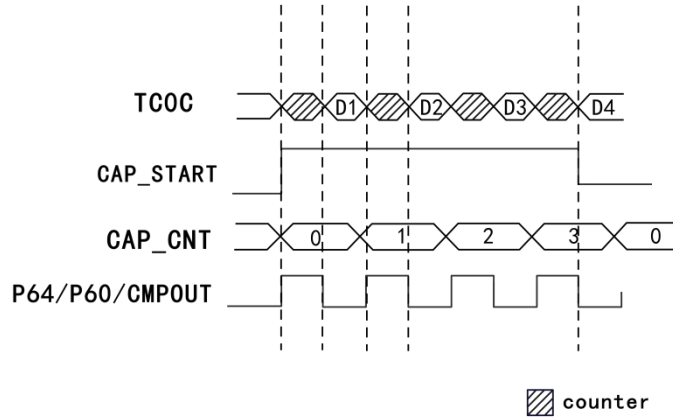 TCOC D1 D2 D3 D4
CAP_START
CAP_CNT 0 1 2 3 0
P64/P60/CMPOUT
counter